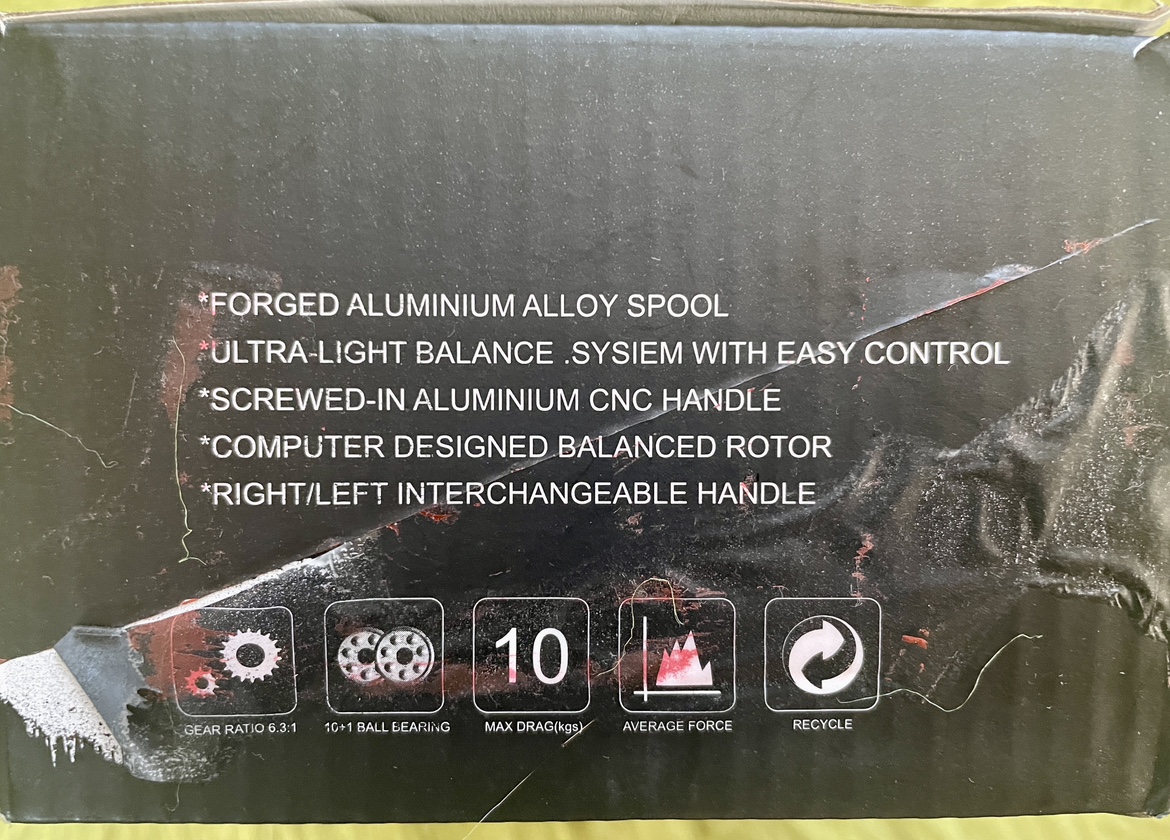 *FORGED ALUMINIUM ALLOY SPOOL
*ULTRA-LIGHT BALANCE .SYSIEM WITH EASY CONTROL
*SCREWED-IN ALUMINIUM CNC HANDLE
*COMPUTER DESIGNED BALANCED ROTOR
*RIGHT/LEFT INTERCHANGEABLE HANDLE
10
GEAR RATIO 6.3:1
10+1 BALL BEARING
MAX DRAG(kgs)
AVERAGE FORCE
RECYCLE